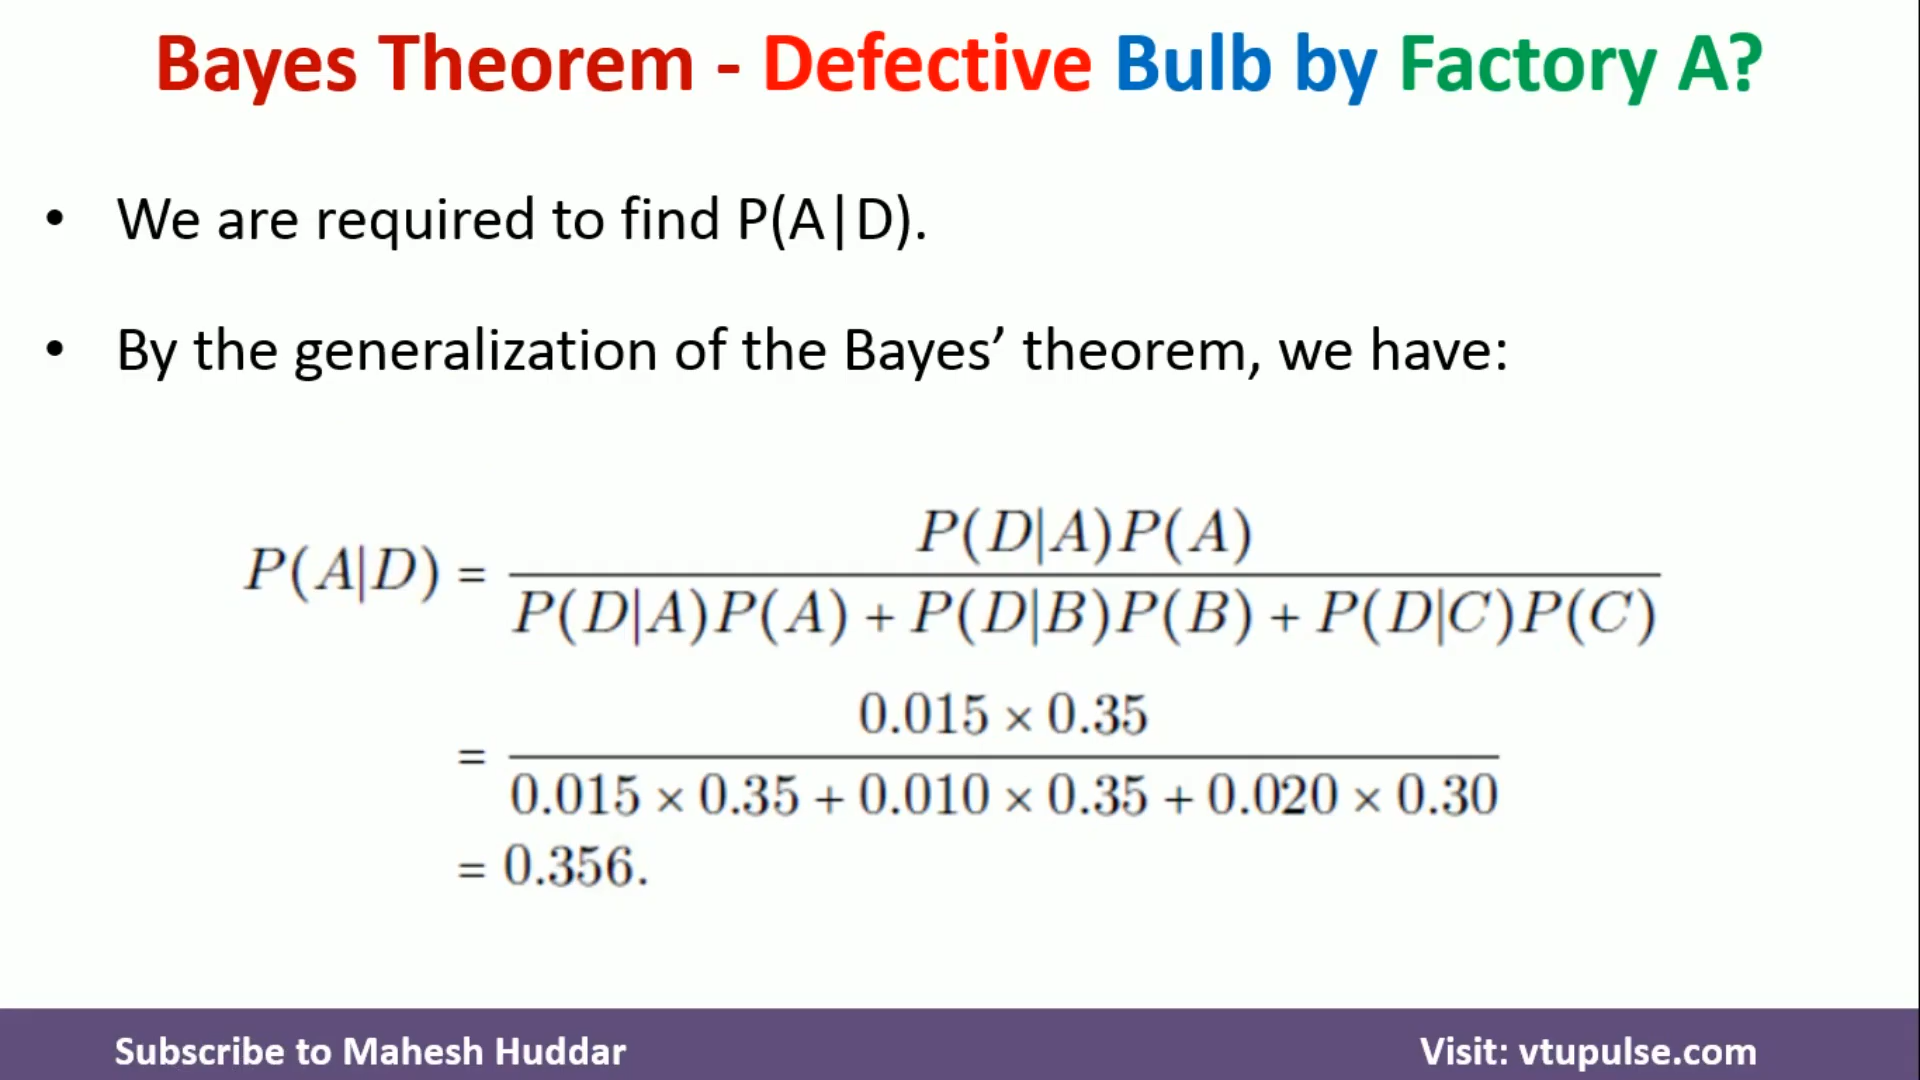 Bayes Theorem - Defective Bulb by Factory A?
• We are required to find P(A|D).
• By the generalization of the Bayes’ theorem, we have:
P(D|A)P(A)
P(A|D) =
P(D|A)P(A) + P(D|B)P(B) + P(D|C)P(C)
0.015 × 0.35
=
0.015 × 0.35 + 0.010 × 0.35 + 0.020 × 0.30
= 0.356.
Subscribe to Mahesh Huddar
Visit: vtupulse.com